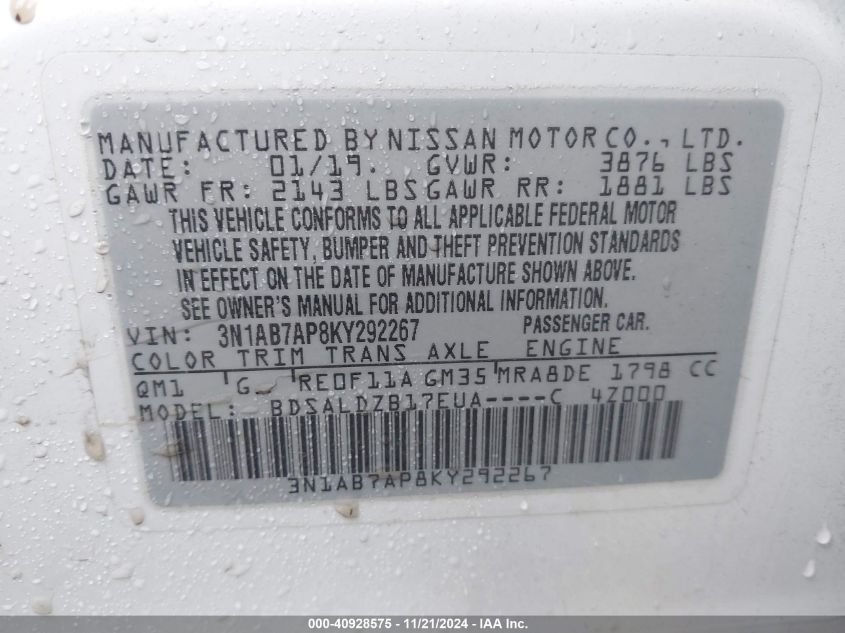 MANUFACTURED BY NISSAN MOTOR CO., LTD.
DATE: 01/19. GVWR: 3876 LBS
GAWR FR: 2143 LBS GAWR RR: 1881 LBS
THIS VEHICLE CONFORMS TO ALL APPLICABLE FEDERAL MOTOR
VEHICLE SAFETY, BUMPER AND THEFT PREVENTION STANDARDS
IN EFFECT ON THE DATE OF MANUFACTURE SHOWN ABOVE.
SEE OWNER'S MANUAL FOR ADDITIONAL INFORMATION.
VIN: 3N1AB7AP8KY292267 PASSENGER CAR.
COLOR TRIM TRANS AXLE ENGINE
QM1 G RE0F11A GM35 MRA8DE 1798 CC
MODEL: BDSALDZB17EUA----C 4Z000
3N1AB7AP8KY292267
000-40928575 - 11/21/2024 - IAA Inc.